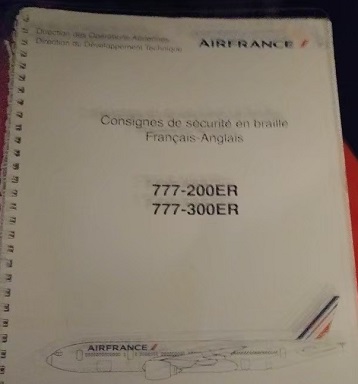 Direction des Opérations Aériennes
Direction du Développement Technique
AIRFRANCE
Consignes de sécurité en braille
Français-Anglais
777-200ER
777-300ER
AIRFRANCE